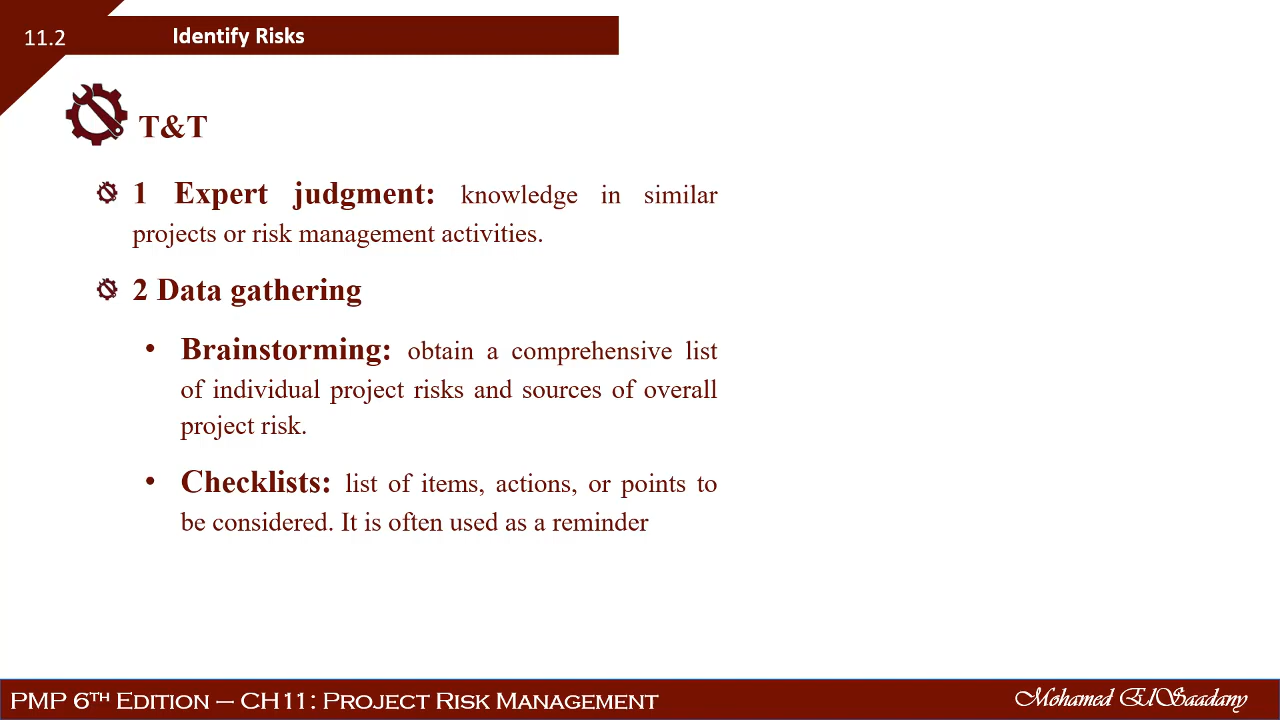 11.2
Identify Risks
T&T
1 Expert judgment: knowledge in similar
projects or risk management activities.
2 Data gathering
• Brainstorming: obtain a comprehensive list
of individual project risks and sources of overall
project risk.
• Checklists: list of items, actions, or points to
be considered. It is often used as a reminder
PMP 6TH Edition – CH11: Project Risk Management
Mohamed ElSaadany